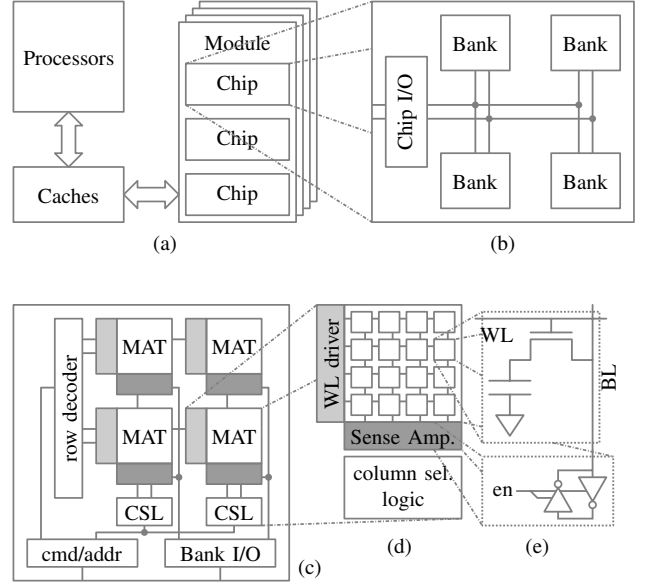 Processors
Caches
Module
Chip
Chip
Chip
(a)
Chip I/O
Bank
Bank
Bank
Bank
(b)
row decoder
MAT
MAT
MAT
MAT
CSL
CSL
cmd/addr
Bank I/O
(c)
WL driver
Sense Amp.
column sel
logic
(d)
WL
BL
en
(e)